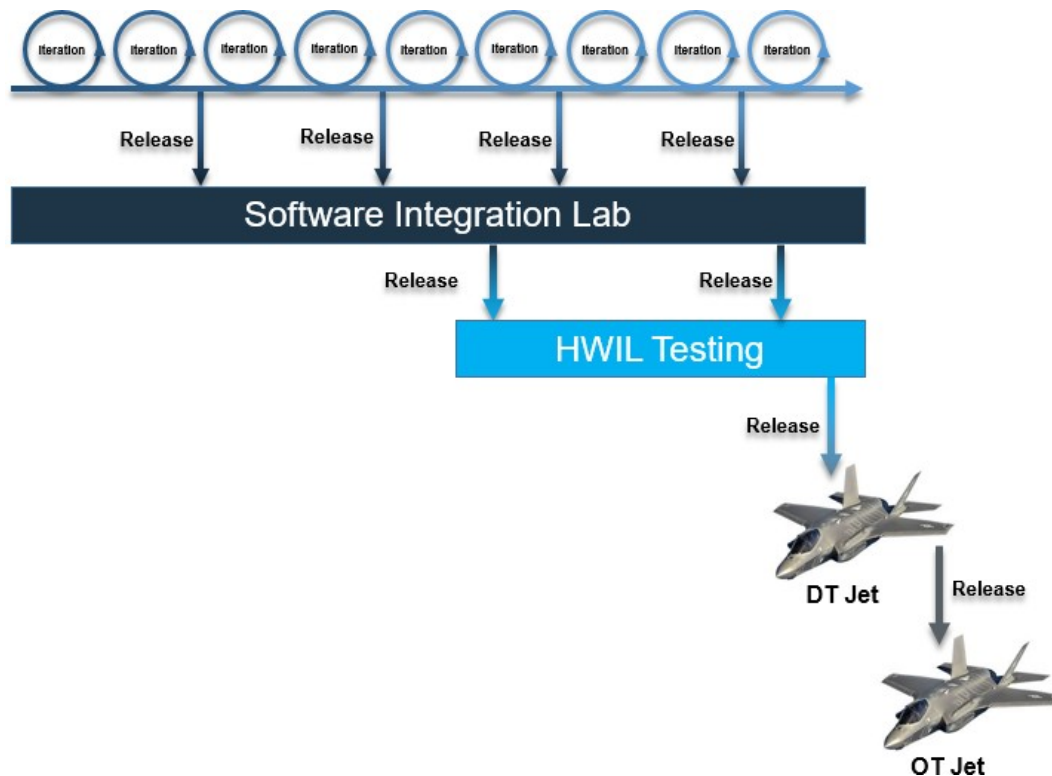 Iteration Iteration Iteration Iteration Iteration Iteration Iteration Iteration Iteration
Release Release Release Release
Software Integration Lab
Release Release
HWIL Testing
Release
DT Jet
Release
OT Jet